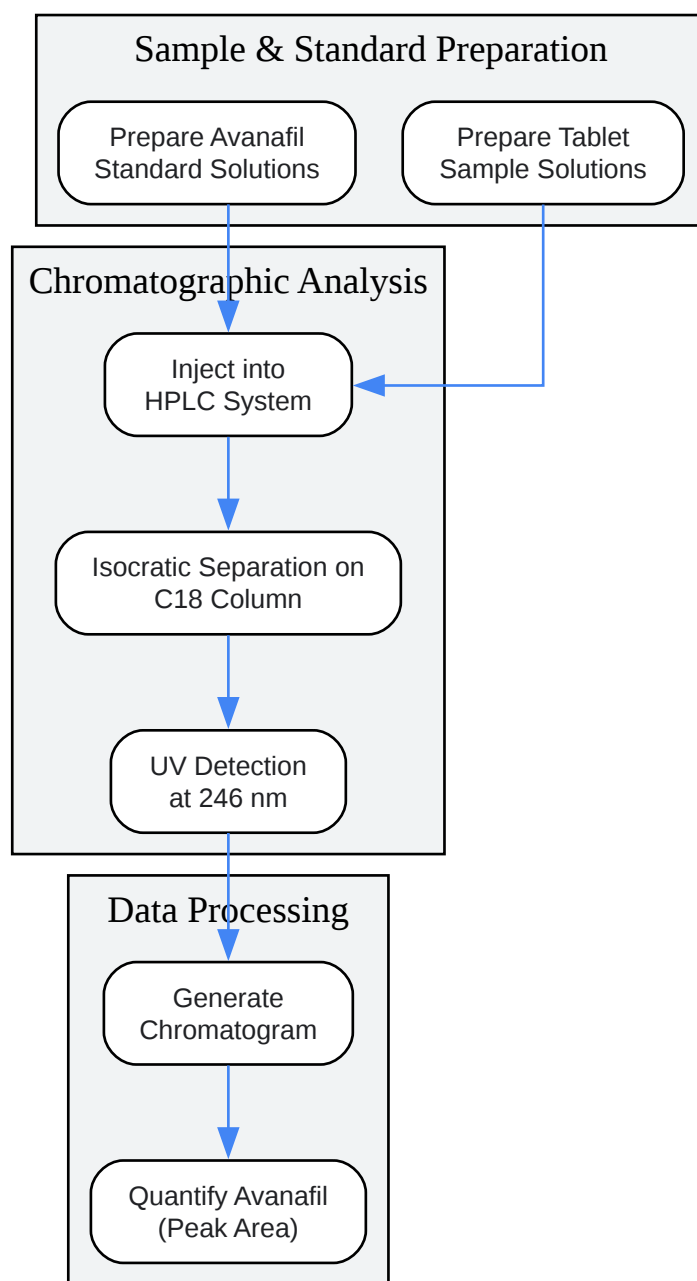 Sample & Standard Preparation
Prepare Avanafil
Standard Solutions
Prepare Tablet
Sample Solutions
Chromatographic Analysis
Inject into
HPLC System
Isocratic Separation on
C18 Column
UV Detection
at 246 nm
Data Processing
Generate
Chromatogram
Quantify Avanafil
(Peak Area)